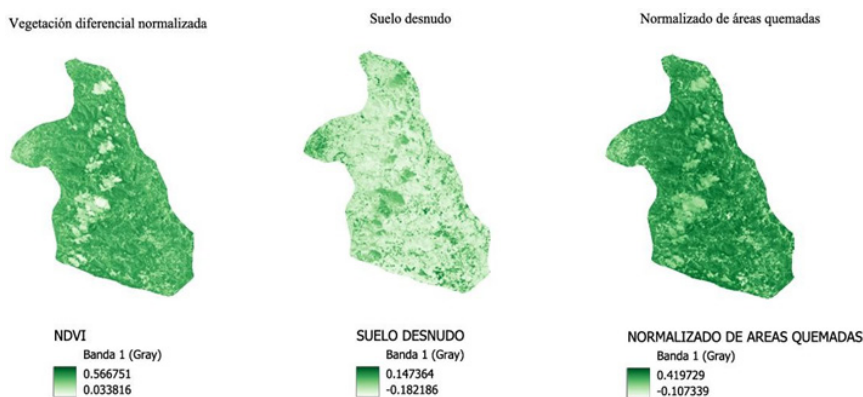 Vegetación diferencial normalizada
Suelo desnudo
Normalizado de áreas quemadas
NDVI
Banda 1 (Gray)
0.566751
0.033816
SUELO DESNUDO
Banda 1 (Gray)
0.147364
-0.182186
NORMALIZADO DE AREAS QUEMADAS
Banda 1 (Gray)
0.419729
-0.107339